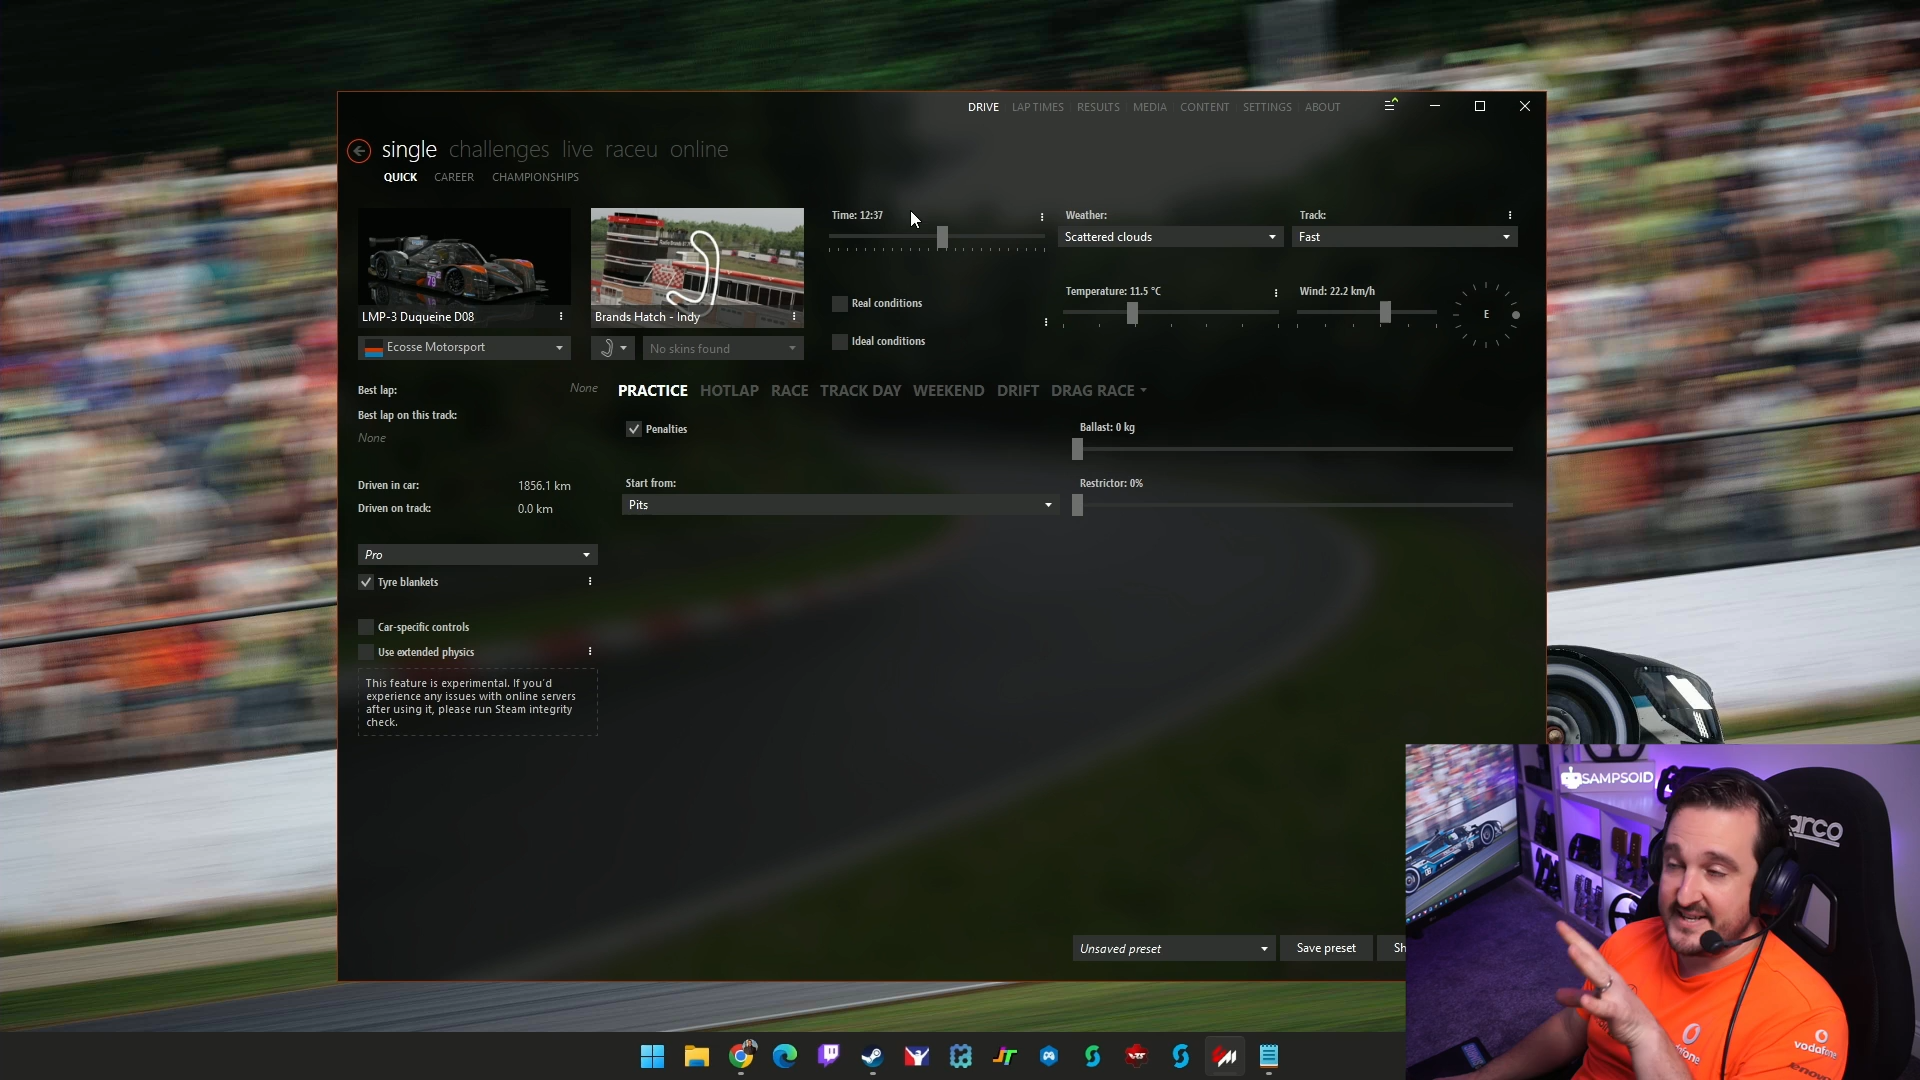 DRIVE LAP TIMES RESULTS MEDIA CONTENT SETTINGS ABOUT
single challenges live raceu online
QUICK CAREER CHAMPIONSHIPS
LMP-3 Duqueine D08
Ecosse Motorsport
Brands Hatch - Indy
No skins found
Time: 12:37
Real conditions
Ideal conditions
Weather:
Scattered clouds
Track:
Fast
Temperature: 11.5 °C
Wind: 22.2 km/h
E
Best lap: None
Best lap on this track:
None
Driven in car: 1856.1 km
Driven on track: 0.0 km
Pro
Tyre blankets
Car-specific controls
Use extended physics
This feature is experimental. If you'd
experience any issues with online servers
after using it, please run Steam integrity
check.
PRACTICE HOTLAP RACE TRACK DAY WEEKEND DRIFT DRAG RACE
Penalties
Start from:
Pits
Ballast: 0 kg
Restrictor: 0%
Unsaved preset
Save preset
Sh
SAMPSOID
arco
vodafone